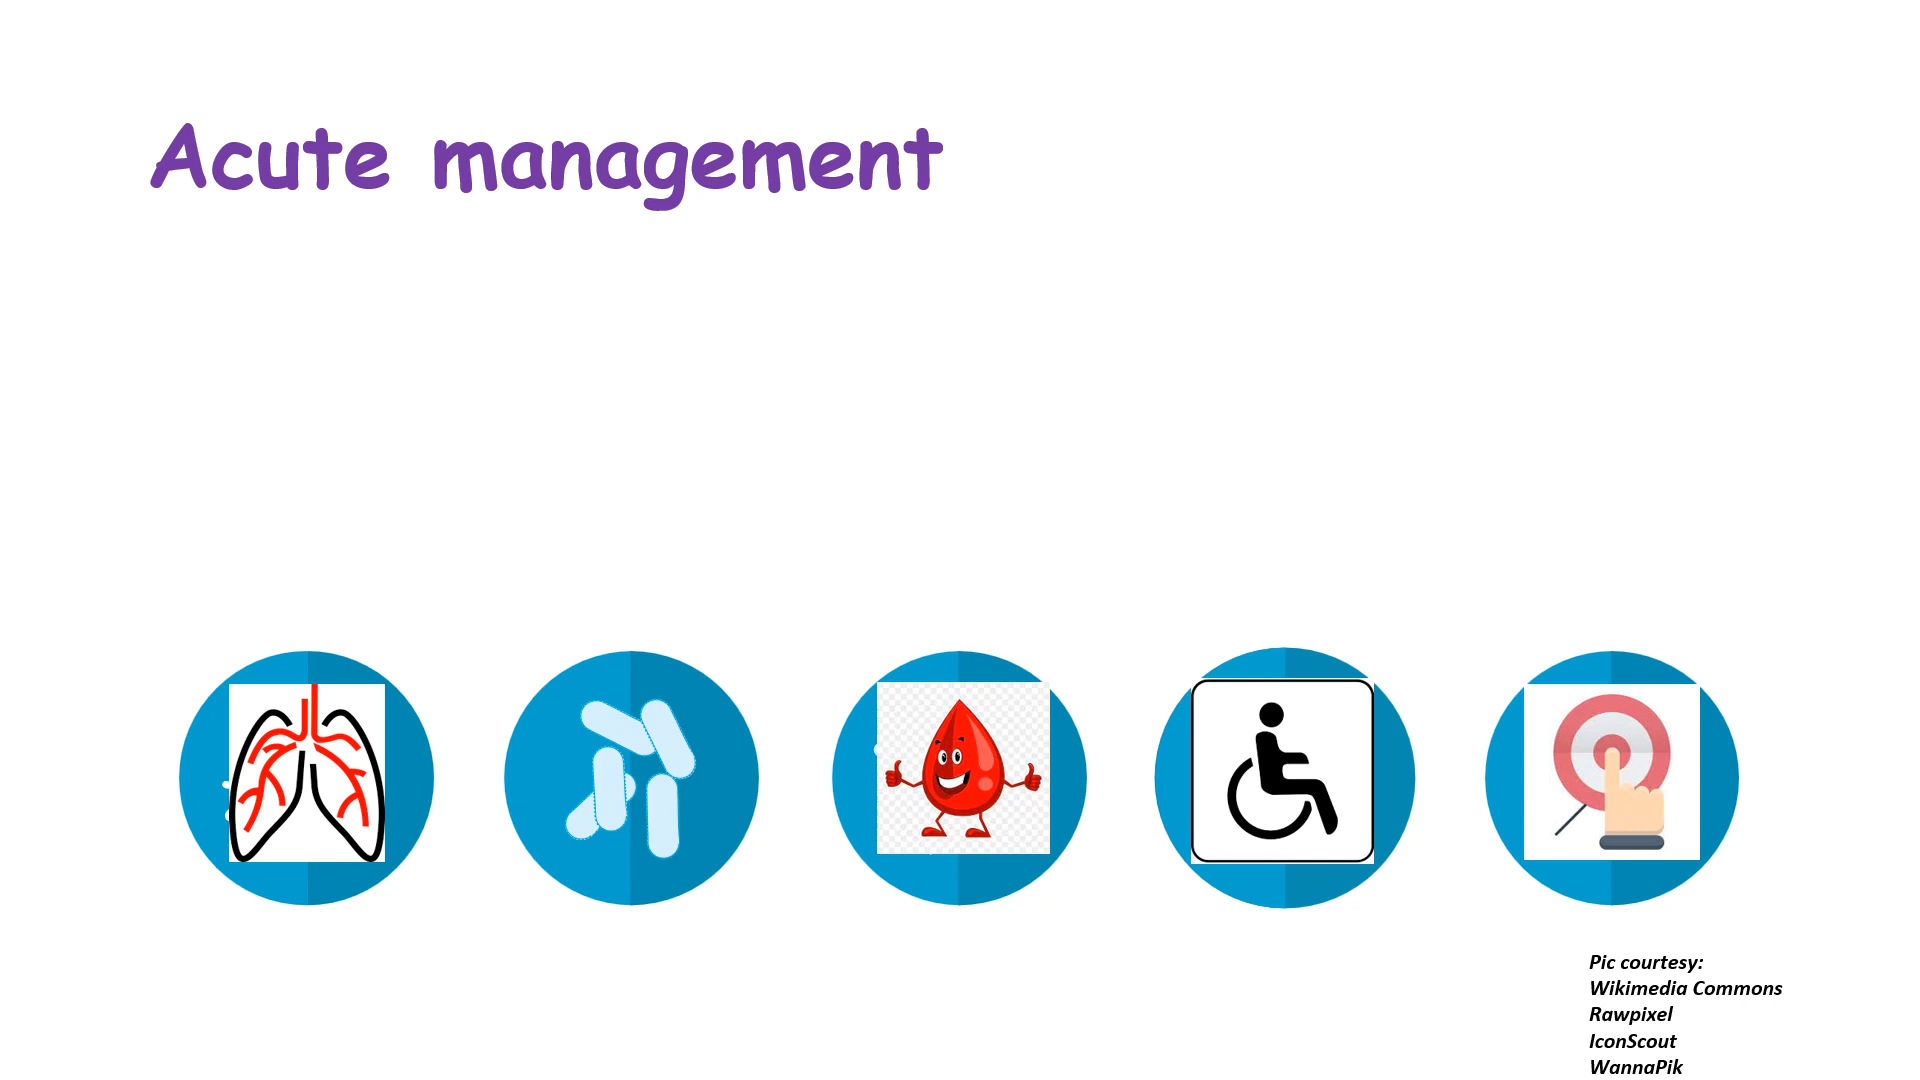 Acute management
Pic courtesy:
Wikimedia Commons
Rawpixel
IconScout
WannaPik